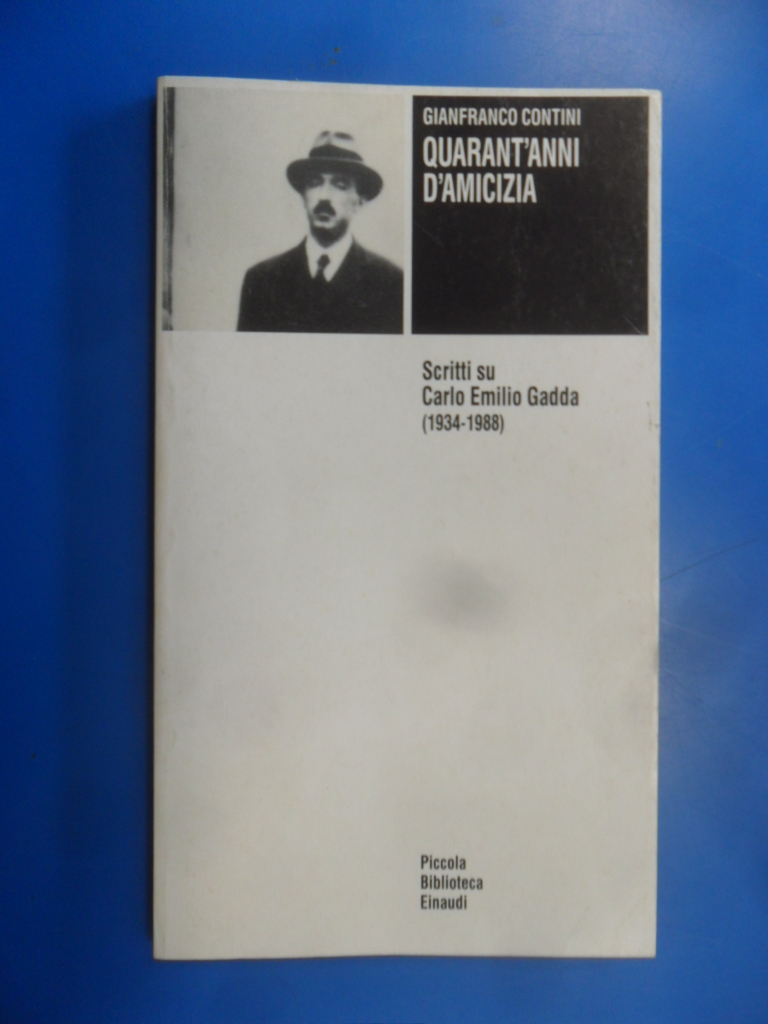 GIANFRANCO CONTINI
QUARANT'ANNI
D'AMICIZIA
Scritti su
Carlo Emilio Gadda
(1934-1988)
Piccola
Biblioteca
Einaudi